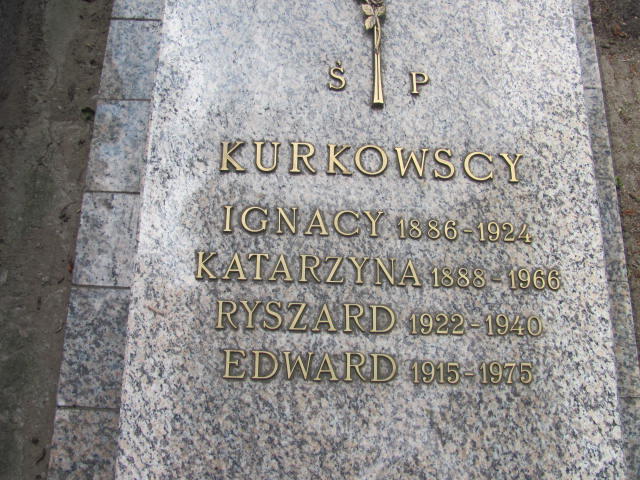 Ś P
KURKOWSCY
IGNACY 1886-1924
KATARZYNA 1888-1966
RYSZARD 1922-1940
EDWARD 1915-1975